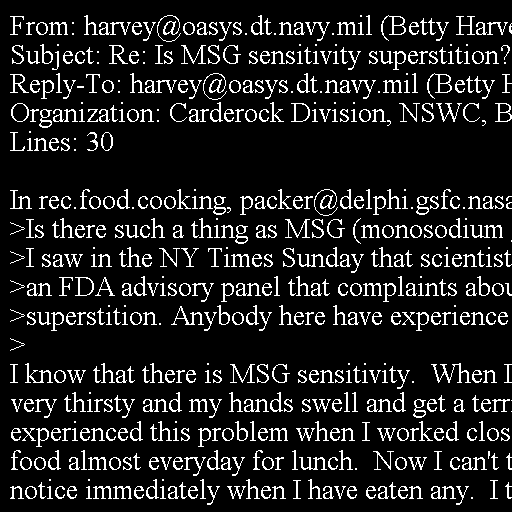 From: harvey@oasys.dt.navy.mil (Betty Harv
Subject: Re: Is MSG sensitivity superstition?
Reply-To: harvey@oasys.dt.navy.mil (Betty H
Organization: Carderock Division, NSWC, B
Lines: 30

In rec.food.cooking, packer@delphi.gsfc.nasa
>Is there such a thing as MSG (monosodium
>I saw in the NY Times Sunday that scientist
>an FDA advisory panel that complaints abou
>superstition. Anybody here have experience
>
I know that there is MSG sensitivity.  When I
very thirsty and my hands swell and get a terri
experienced this problem when I worked clos
food almost everyday for lunch.  Now I can't t
notice immediately when I have eaten any.  I t